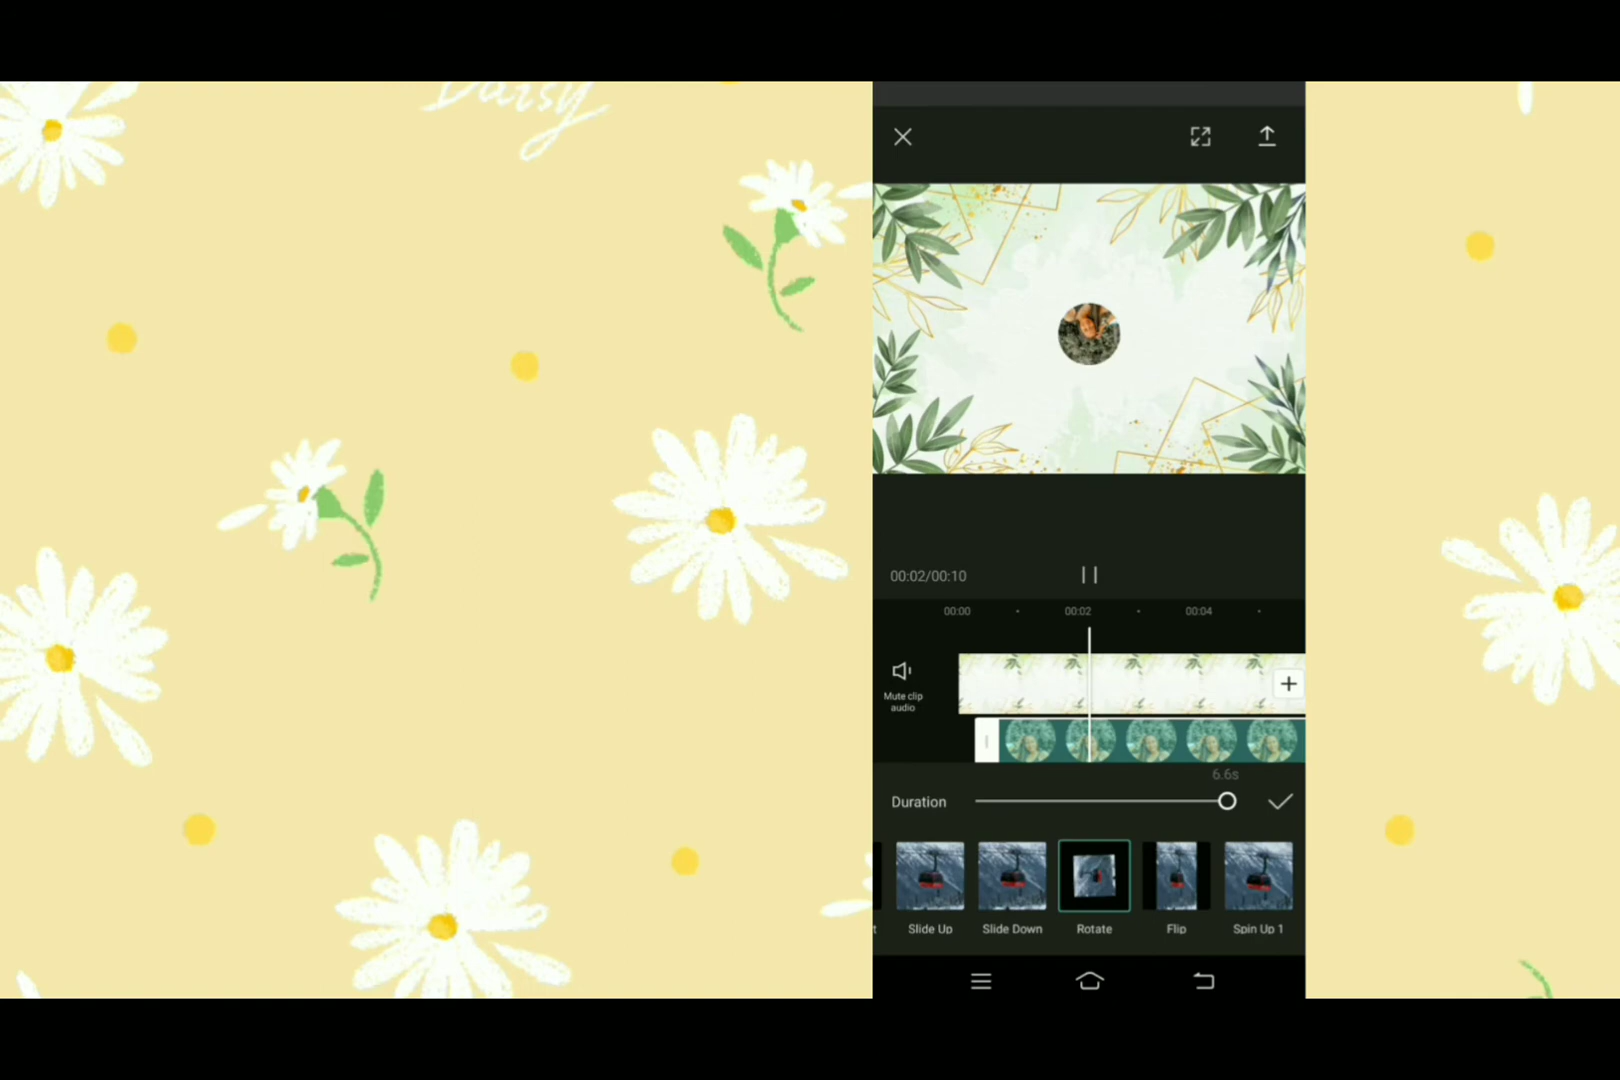 Daisy
00:02/00:10
00:00
00:02
00:04
Mute clip
audio
6.6s
Duration
t
Slide Up
Slide Down
Rotate
Flip
Spin Up 1